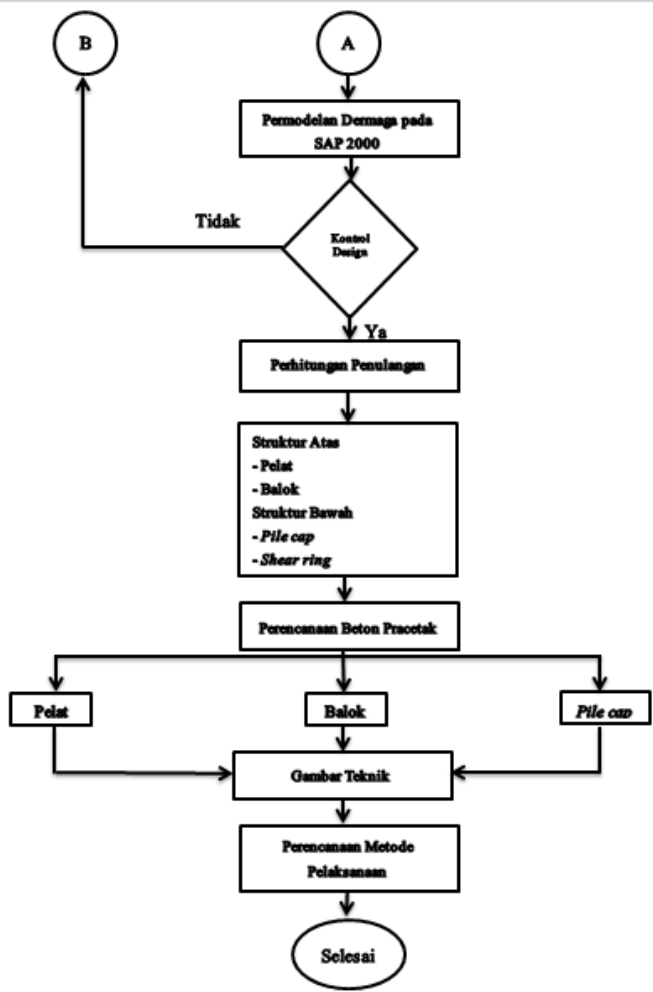 B
A
Permodelan Dermaga pada
SAP 2000
Tidak
Kontrol
Design
Ya
Perhitungan Penulangan
Struktur Atas
- Pelat
- Balok
Struktur Bawah
- Pile cap
- Shear ring
Perencanaan Beton Pracetak
Pelat
Balok
Pile cap
Gambar Teknik
Perencanaan Metode
Pelaksanaan
Selesai